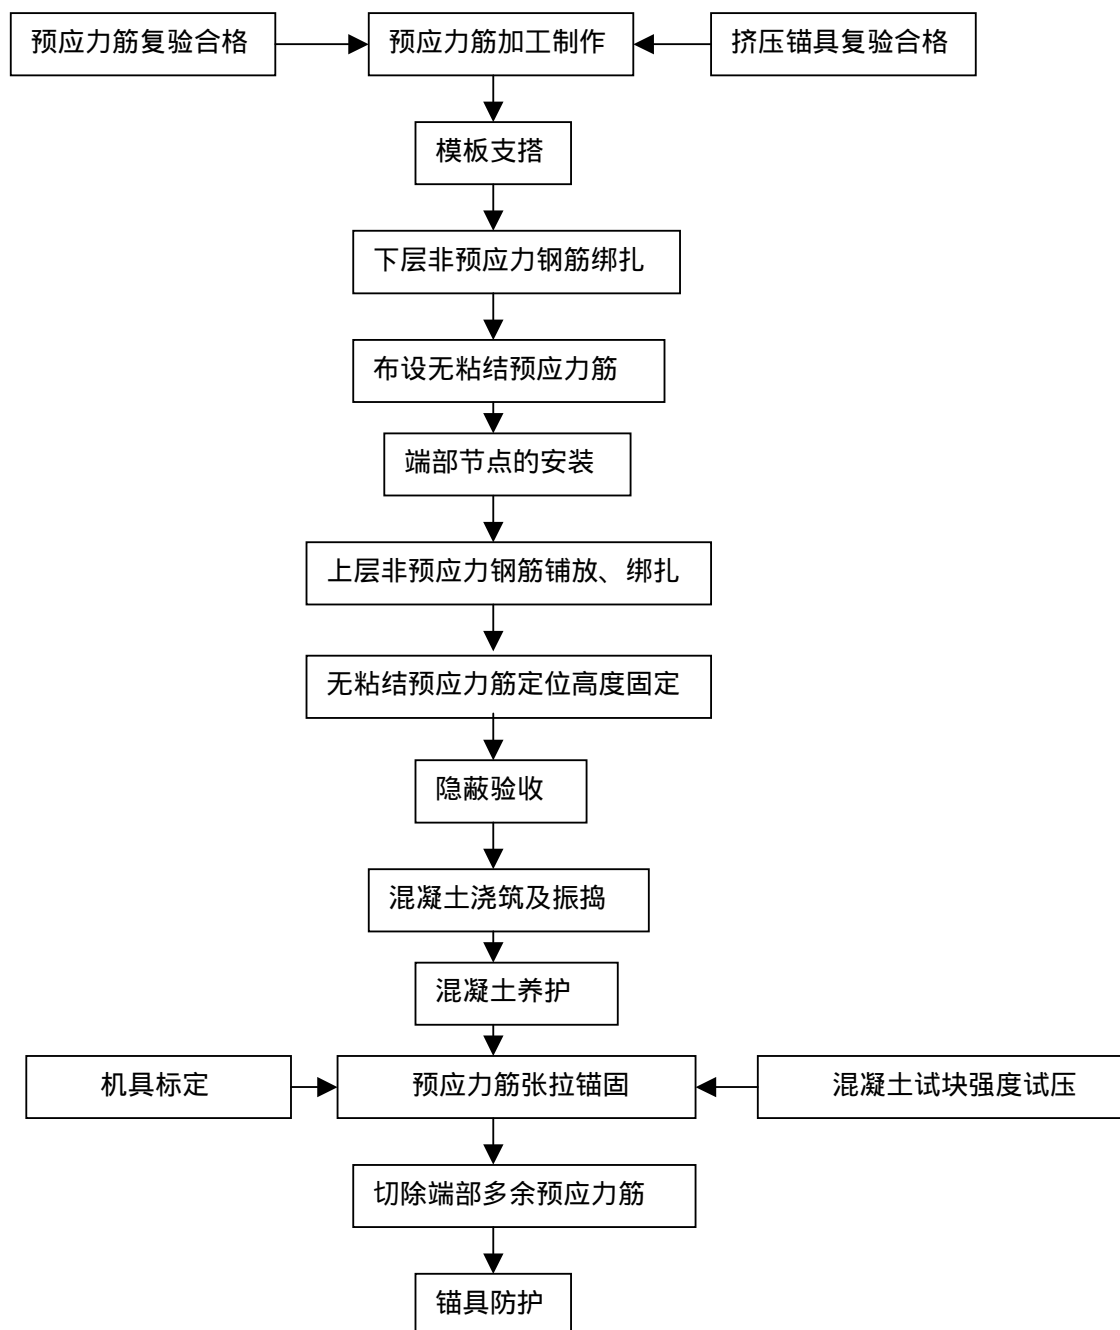 预应力筋复验合格
预应力筋加工制作
挤压锚具复验合格
模板支搭
下层非预应力钢筋绑扎
布设无粘结预应力筋
端部节点的安装
上层非预应力钢筋铺放、绑扎
无粘结预应力筋定位高度固定
隐蔽验收
混凝土浇筑及振捣
混凝土养护
机具标定
预应力筋张拉锚固
混凝土试块强度试压
切除端部多余预应力筋
锚具防护